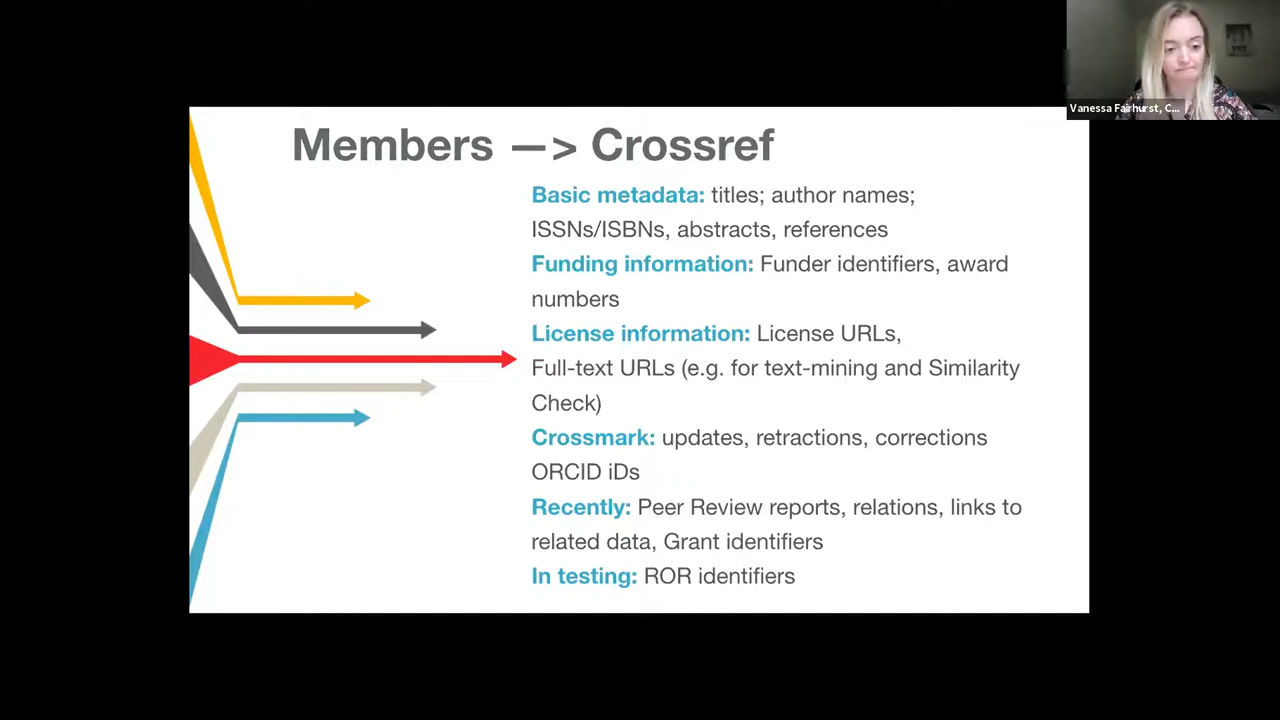 Members —> Crossref
Basic metadata: titles; author names;
ISSNs/ISBNs, abstracts, references
Funding information: Funder identifiers, award
numbers
License information: License URLs,
Full-text URLs (e.g. for text-mining and Similarity
Check)
Crossmark: updates, retractions, corrections
ORCID iDs
Recently: Peer Review reports, relations, links to
related data, Grant identifiers
In testing: ROR identifiers
Vanessa Fairhurst, C...